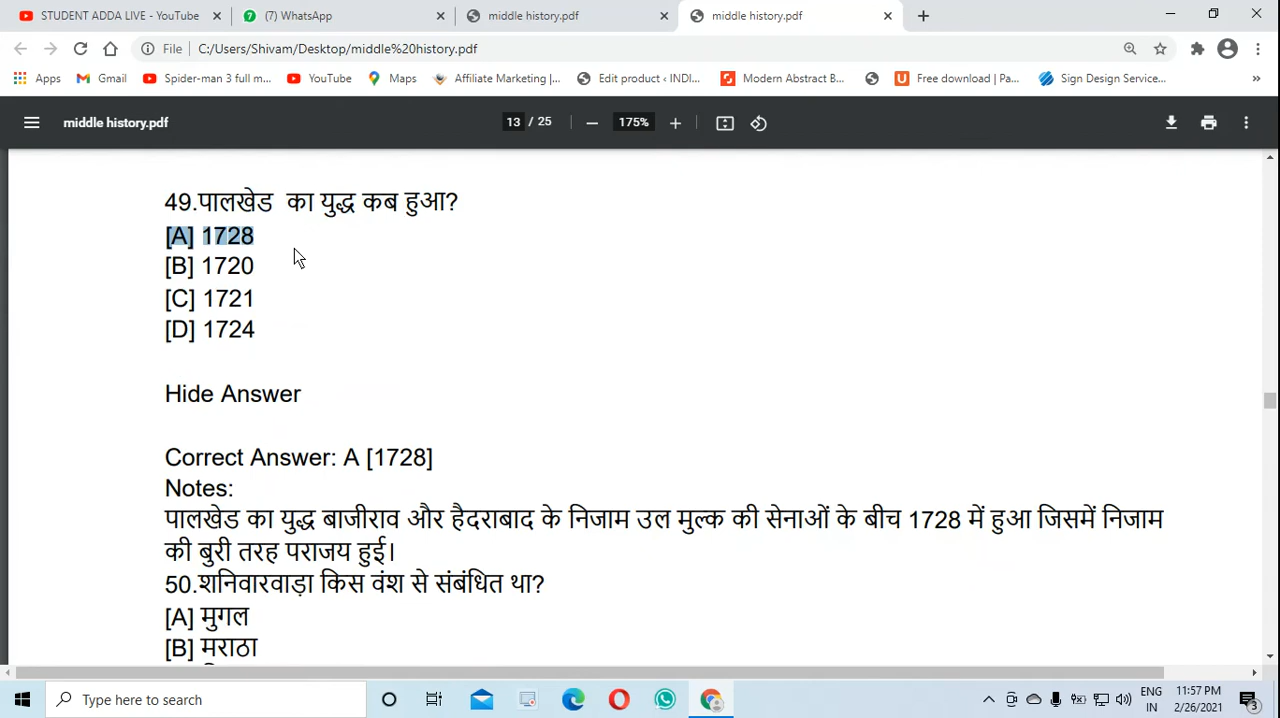 STUDENT ADDA LIVE - YouTube
7 (7) WhatsApp
middle history.pdf
middle history.pdf
File C:/Users/Shivam/Desktop/middle%20history.pdf
Apps Gmail Spider-man 3 full m... YouTube Maps Affiliate Marketing |... Edit product ‹ INDI... Modern Abstract B... Free download | Pa... Sign Design Service... »
middle history.pdf 13 / 25 175%
49.पालखेड का युद्ध कब हुआ?
[A] 1728
[B] 1720
[C] 1721
[D] 1724
Hide Answer
Correct Answer: A [1728]
Notes:
पालखेड का युद्ध बाजीराव और हैदराबाद के निजाम उल मुल्क की सेनाओं के बीच 1728 में हुआ जिसमें निजाम
की बुरी तरह पराजय हुई।
50.शनिवारवाड़ा किस वंश से संबंधित था?
[A] मुगल
[B] मराठा
Type here to search
ENG 11:57 PM
IN 2/26/2021 3